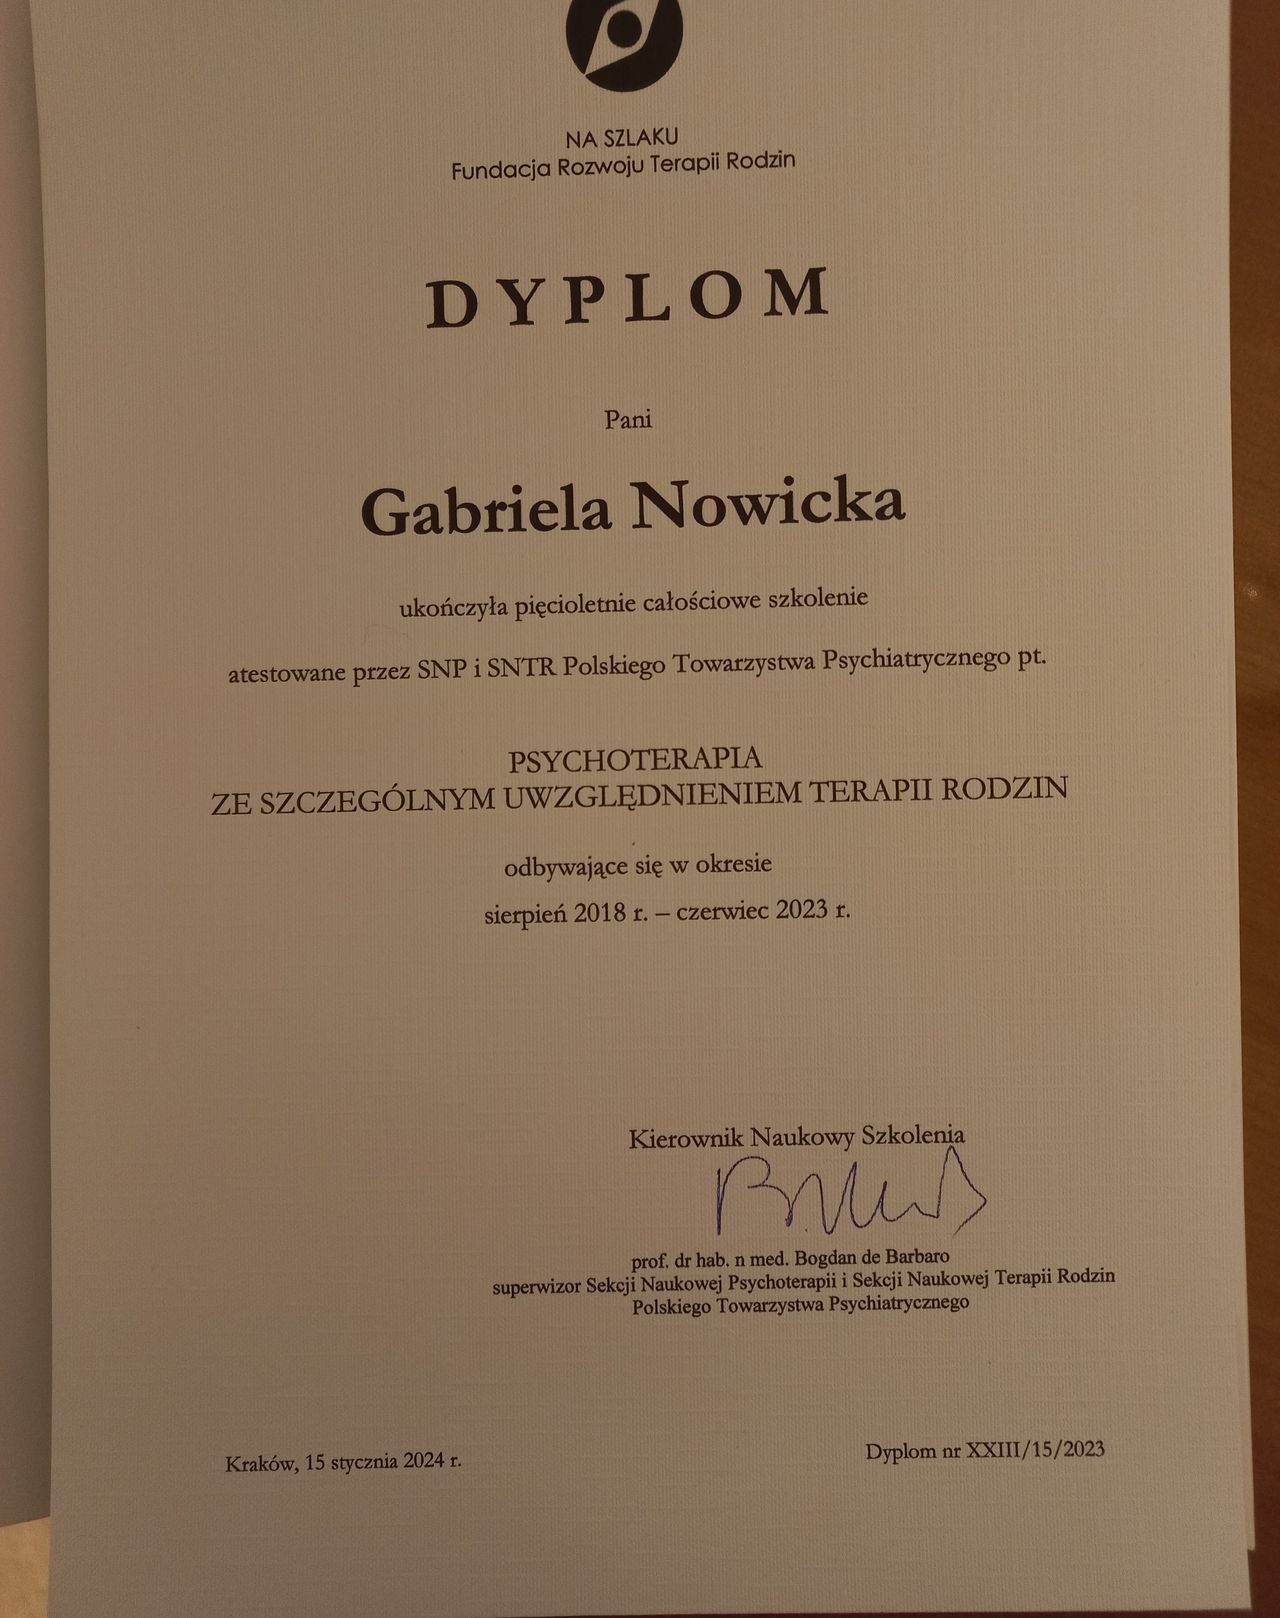 NA SZLAKU
Fundacja Rozwoju Terapii Rodzin
DYPLOM
Pani
Gabriela Nowicka
ukończyła pięcioletnie całościowe szkolenie
atestowane przez SNP i SNTR Polskiego Towarzystwa Psychiatrycznego pt.
PSYCHOTERAPIA
ZE SZCZEGÓLNYM UWZGLĘDNIENIEM TERAPII RODZIN
odbywające się w okresie
sierpień 2018 r. – czerwiec 2023 r.
Kierownik Naukowy Szkolenia
prof. dr hab. n med. Bogdan de Barbaro
superwizor Sekcji Naukowej Psychoterapii i Sekcji Naukowej Terapii Rodzin
Polskiego Towarzystwa Psychiatrycznego
Kraków, 15 stycznia 2024 r.
Dyplom nr XXIII/15/2023